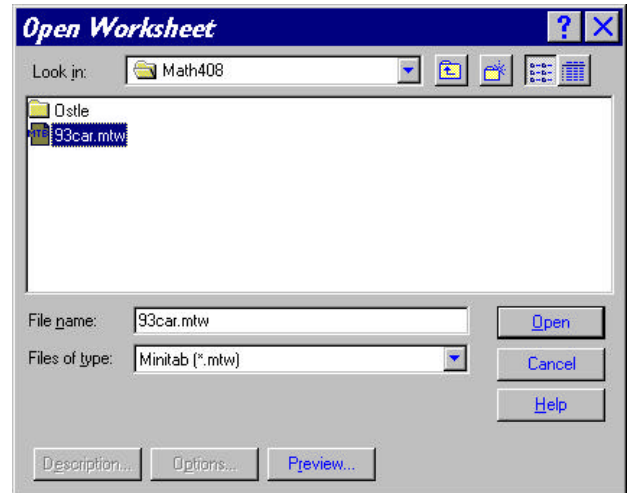 Open Worksheet ? X
Look in: Math408
Ostle
MTB 93car.mtw
File name: 93car.mtw Open
Files of type: Minitab (*.mtw) Cancel
Help
Description... Options... Preview...